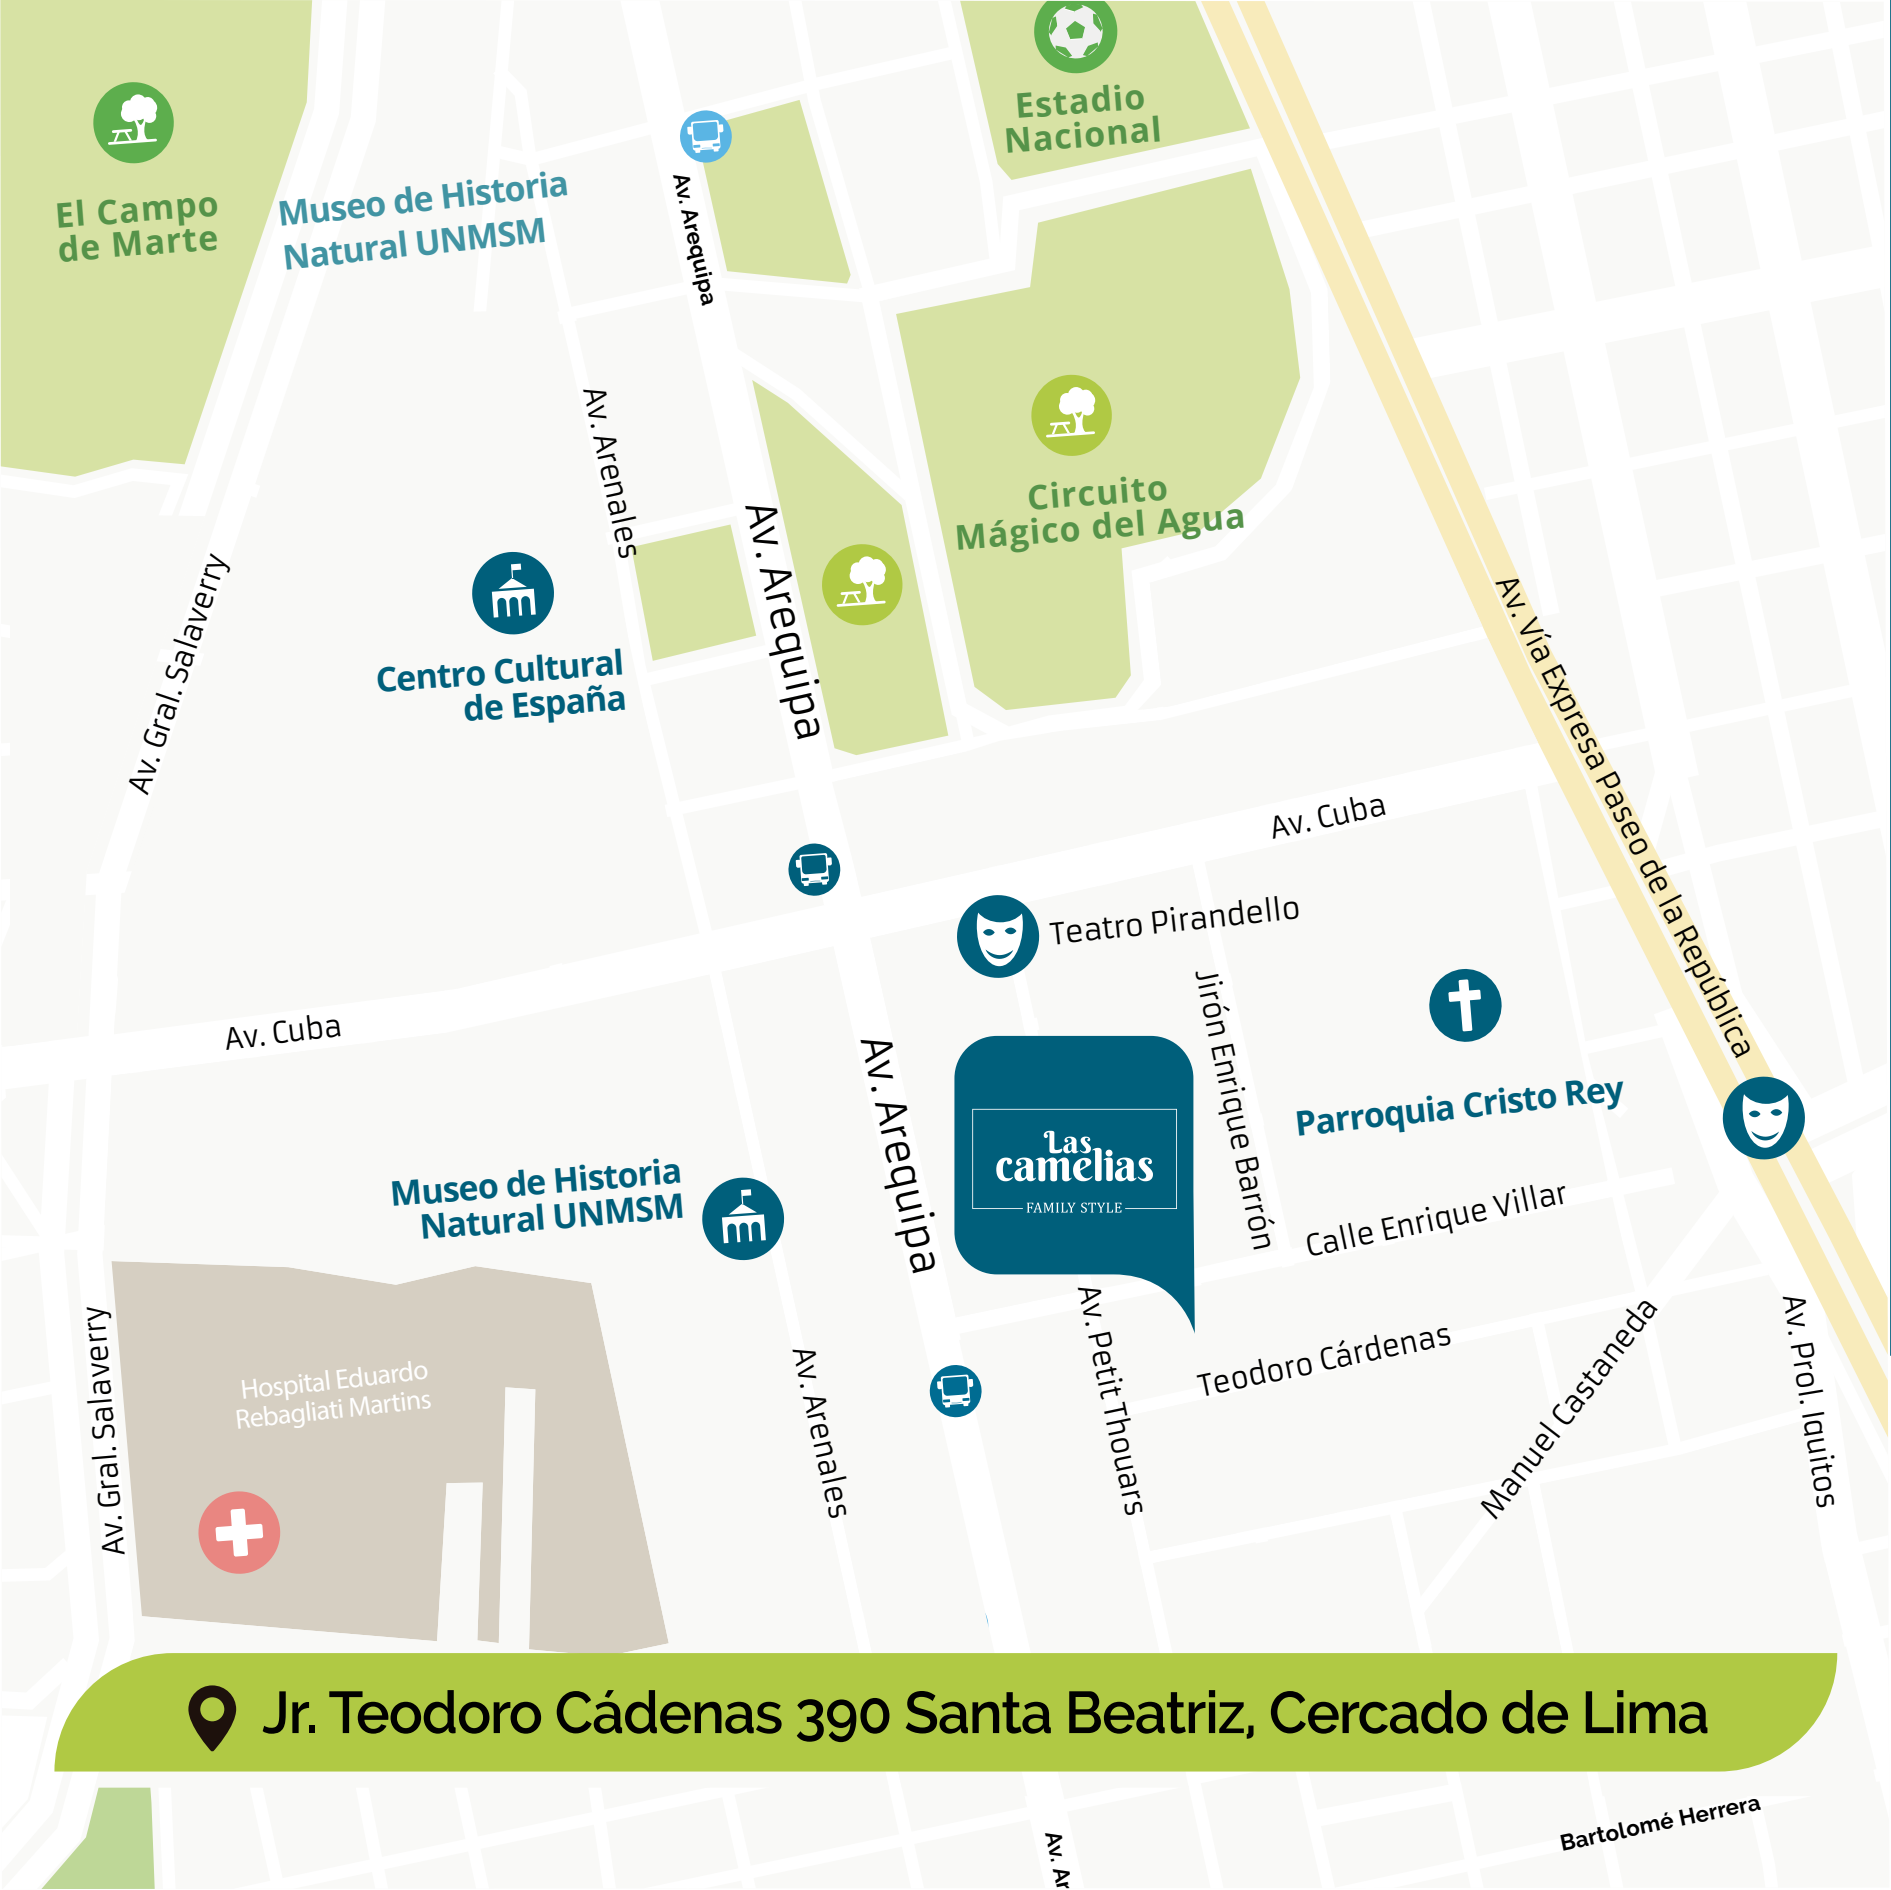 Estadio
Nacional
El Campo
de Marte
Museo de Historia
Natural UNMSM
Av. Arequipa
Av. Arenales
Circuito
Mágico del Agua
Av. Arequipa
Av. Gral. Salaverry
Centro Cultural
de España
Av. Vía Expresa Paseo de la República
Av. Cuba
Teatro Pirandello
Av. Cuba
Jirón Enrique Barrón
Av. Arequipa
Parroquia Cristo Rey
Las
camelias
FAMILY STYLE
Museo de Historia
Natural UNMSM
Calle Enrique Villar
Av. Gral. Salaverry
Hospital Eduardo
Rebagliati Martins
Av. Arenales
Av. Petit Thouars
Teodoro Cárdenas
Manuel Castaneda
Av. Prol. Iquitos
Jr. Teodoro Cádenas 390 Santa Beatriz, Cercado de Lima
Bartolomé Herrera
Av. Ar